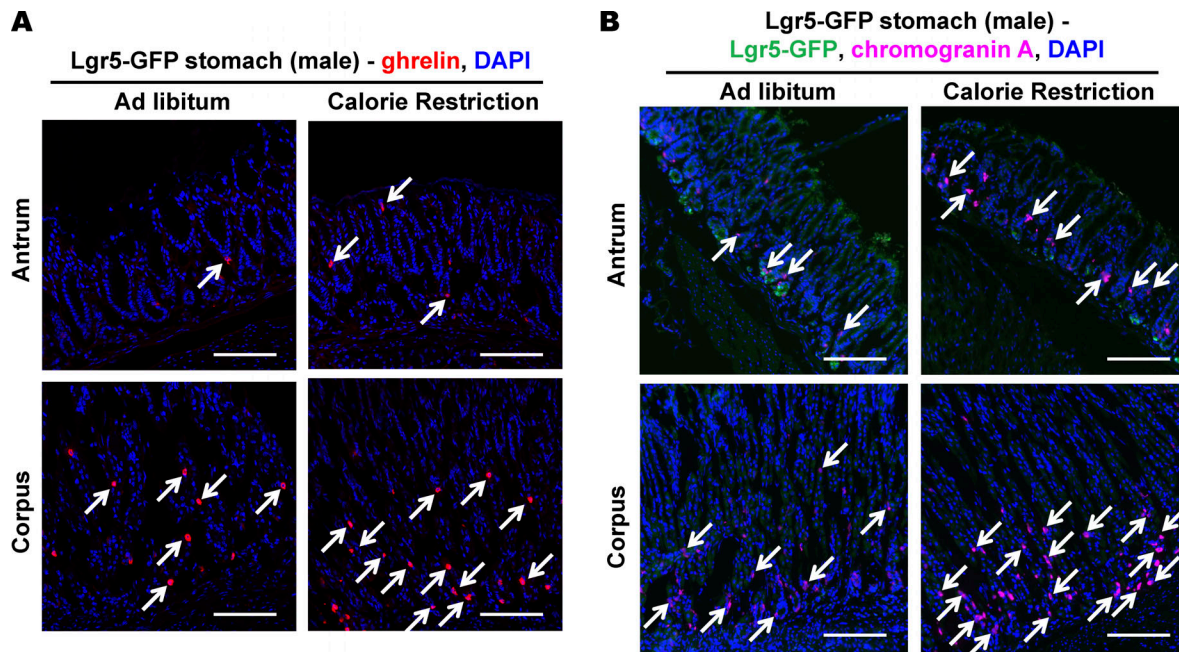 A
Lgr5-GFP stomach (male) - ghrelin, DAPI
Ad libitum
Calorie Restriction
Antrum
Corpus
B
Lgr5-GFP stomach (male) -
Lgr5-GFP, chromogranin A, DAPI
Ad libitum
Calorie Restriction
Antrum
Corpus